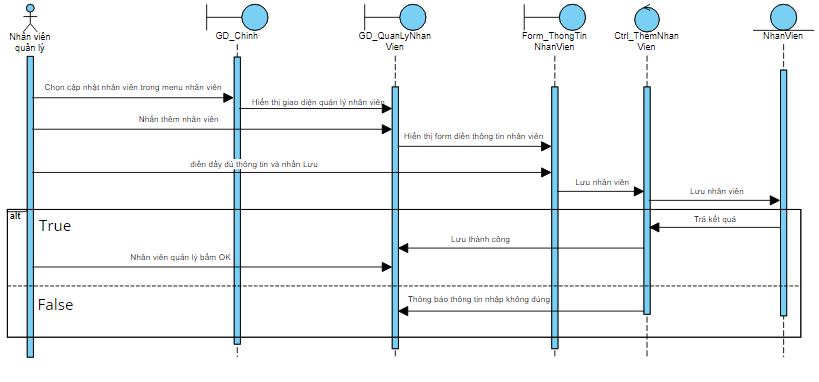 Nhân viên
quản lý
GD_Chinh
GD_QuanLyNhan
Vien
Form_ThongTin
NhanVien
Ctrl_ThemNhan
Vien
NhanVien
Chọn cập nhật nhân viên trong menu nhân viên
Hiển thị giao diện quản lý nhân viên
Nhấn thêm nhân viên
Hiển thị form điền thông tin nhân viên
điền đầy đủ thông tin và nhấn Lưu
Lưu nhân viên
Lưu nhân viên
alt
True
Trả kết quả
Lưu thành công
Nhân viên quản lý bấm OK
False
Thông báo thông tin nhập không đúng